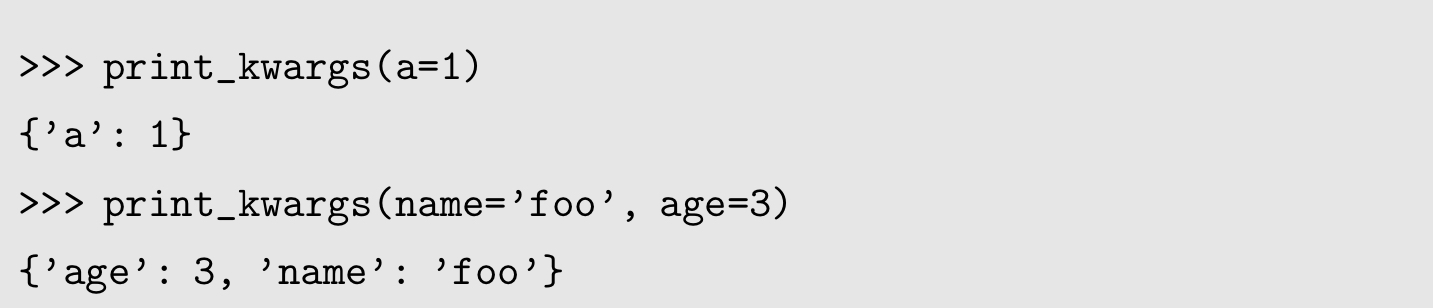 >>> print_kwargs(a=1)
{’a’: 1}
>>> print_kwargs(name=’foo’, age=3)
{’age’: 3, ’name’: ’foo’}